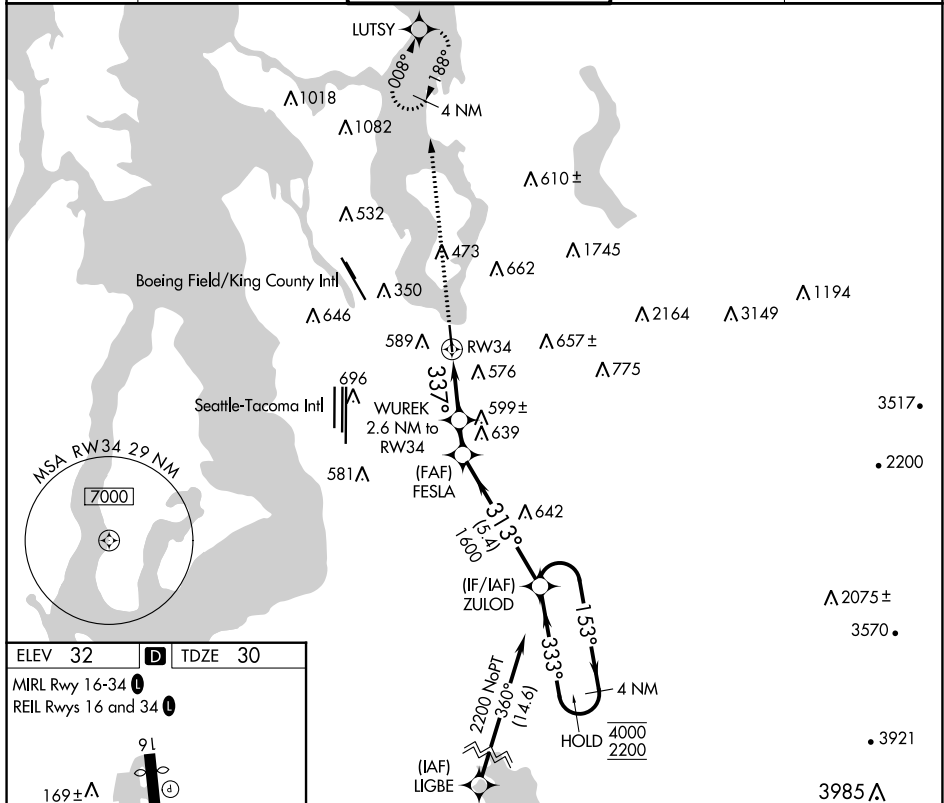 LUTSY
008°
188°
4 NM
1018
1082
610±
532
473
1745
662
Boeing Field/King County Intl
350
1194
646
2164
3149
589
RW34
657±
576
775
337°
696
Seattle-Tacoma Intl
WUREK
2.6 NM to
RW34
599±
639
3517
MSA RW34 29 NM
581
(FAF)
FESLA
2200
7000
313°
(5.4)
1600
642
(IF/IAF)
ZULOD
153°
2075±
3570
333°
4 NM
ELEV 32
D
TDZE 30
MIRL Rwy 16-34 L
REIL Rwys 16 and 34 L
2200 NoPT
360°
(14.6)
HOLD
4000
2200
3921
16
(IAF)
LIGBE
169±
P
3985